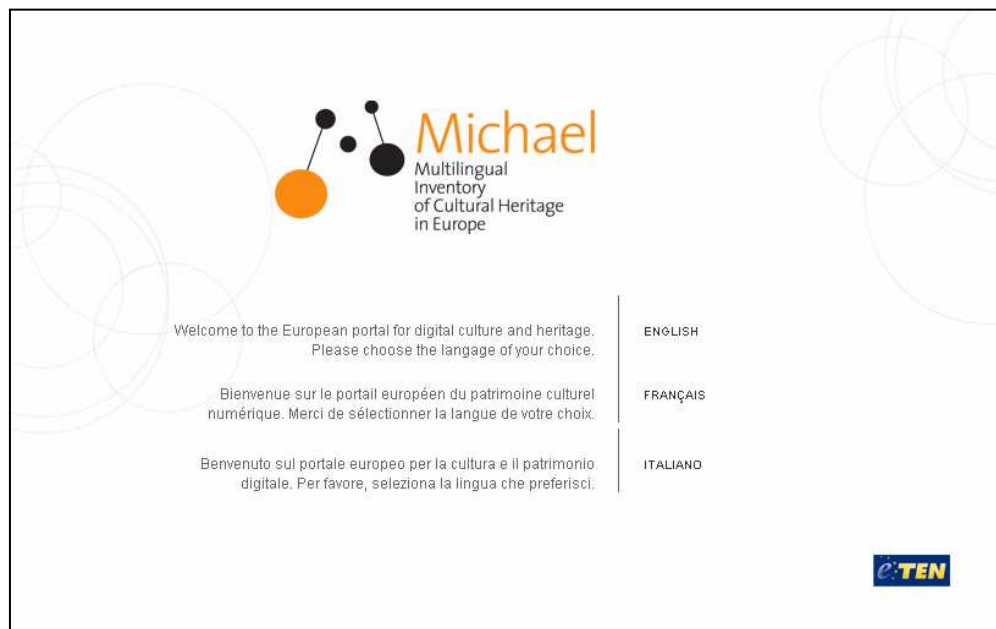 Michael
Multilingual
Inventory
of Cultural Heritage
in Europe
Welcome to the European portal for digital culture and heritage.
Please choose the langage of your choice.
ENGLISH
Bienvenue sur le portail européen du patrimoine culturel
numérique. Merci de sélectionner la langue de votre choix.
FRANÇAIS
Benvenuto sul portale europeo per la cultura e il patrimonio
digitale. Per favore, seleziona la lingua che preferisci.
ITALIANO
e·TEN